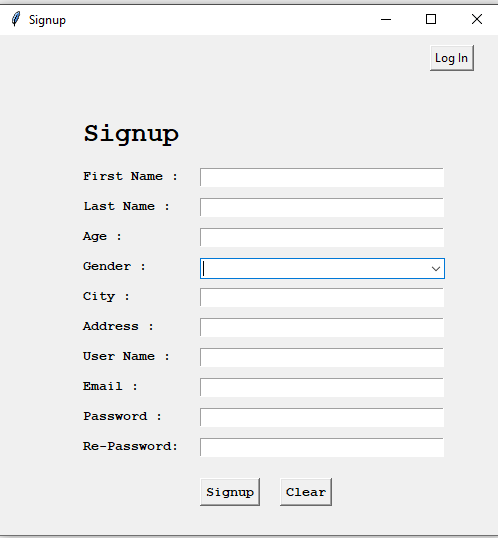 Signup
Log In
Signup
First Name :
Last Name :
Age :
Gender :
City :
Address :
User Name :
Email :
Password :
Re-Password:
Signup Clear